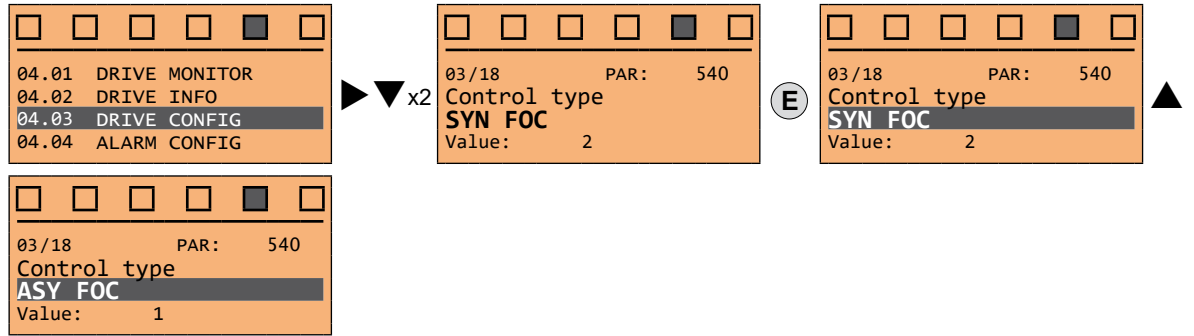 04.01 DRIVE MONITOR
04.02 DRIVE INFO
04.03 DRIVE CONFIG
04.04 ALARM CONFIG
x2
03/18 PAR: 540
Control type
SYN FOC
Value: 2
E
03/18 PAR: 540
Control type
SYN FOC
Value: 2
03/18 PAR: 540
Control type
ASY FOC
Value: 1